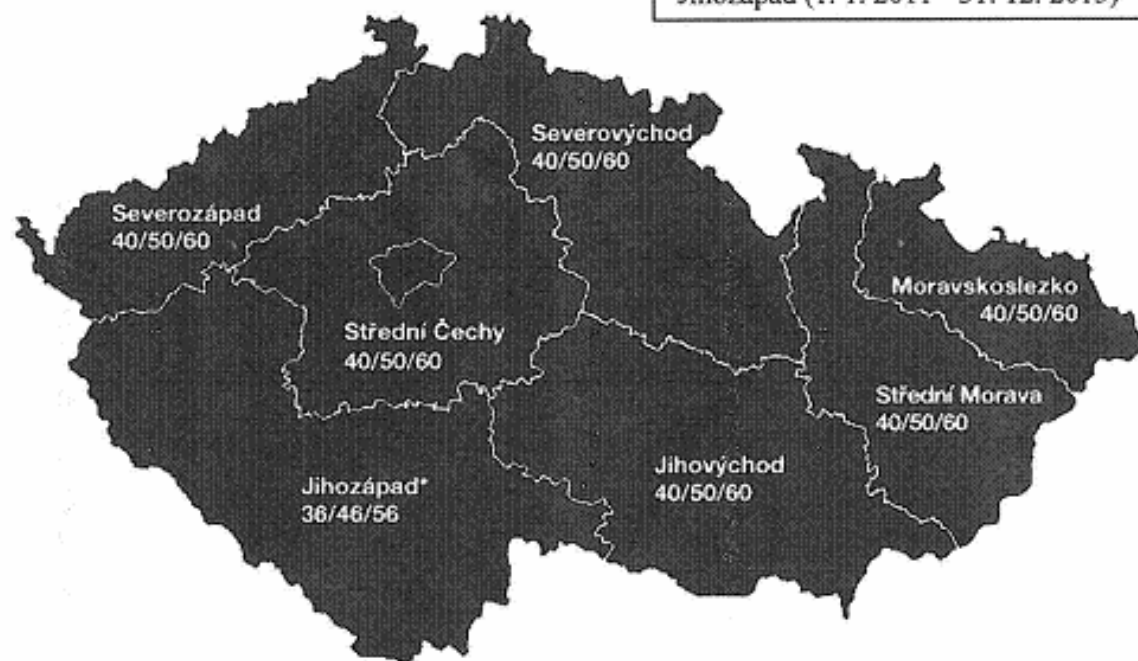 Jihozápad (1. 1. 2011 - 31. 12. 2013)
Severovýchod
40/50/60
Severozápad
40/50/60
Moravskoslezko
40/50/60
Střední Čechy
40/50/60
Střední Morava
40/50/60
Jihovýchod
40/50/60
Jihozápad*
36/46/56